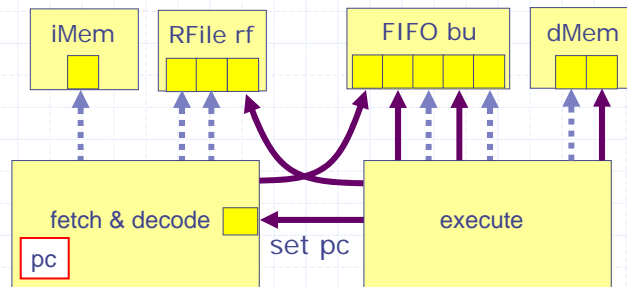 iMem
RFile rf
FIFO bu
dMem
fetch & decode
execute
set pc
pc